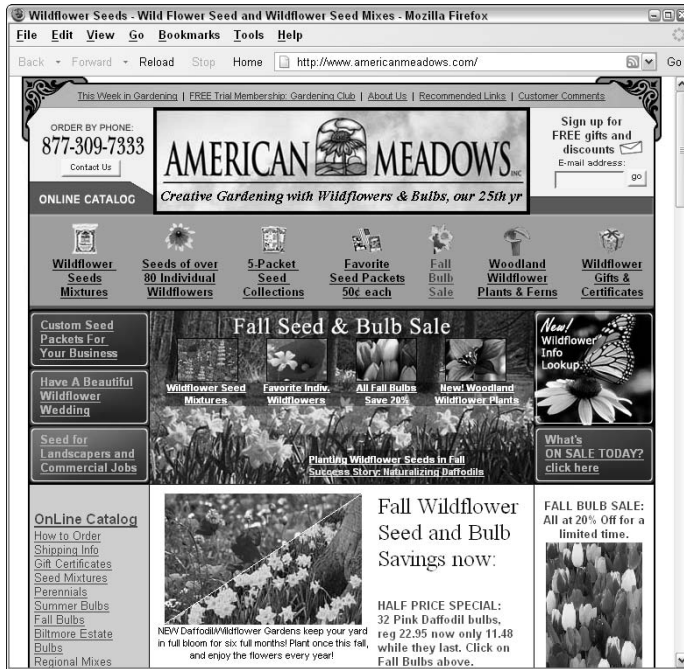 Wildflower Seeds - Wild Flower Seed and Wildflower Seed Mixes - Mozilla Firefox
File Edit View Go Bookmarks Tools Help
Back Forward Reload Stop Home http://www.americanmeadows.com/ Go
This Week in Gardening | FREE Trial Membership: Gardening Club | About Us | Recommended Links | Customer Comments
ORDER BY PHONE:
877-309-7333
Contact Us
ONLINE CATALOG
AMERICAN MEADOWS INC
Creative Gardening with Wildflowers & Bulbs, our 25th yr
Sign up for
FREE gifts and
discounts
E-mail address:
go
Wildflower
Seeds
Mixtures
Seeds of over
80 Individual
Wildflowers
5-Packet
Seed
Collections
Favorite
Seed Packets
50¢ each
Fall
Bulb
Sale
Woodland
Wildflower
Plants & Ferns
Wildflower
Gifts &
Certificates
Custom Seed
Packets For
Your Business
Have A Beautiful
Wildflower
Wedding
Seed for
Landscapers and
Commercial Jobs
Fall Seed & Bulb Sale
Wildflower Seed
Mixtures
Favorite Indiv.
Wildflowers
All Fall Bulbs
Save 20%
New! Woodland
Wildflower Plants
Planting Wildflower Seeds in Fall
Success Story: Naturalizing Daffodils
New!
Wildflower
Info
Lookup
What's
ON SALE TODAY?
click here
OnLine Catalog
How to Order
Shipping Info
Gift Certificates
Seed Mixtures
Perennials
Summer Bulbs
Fall Bulbs
Biltmore Estate
Bulbs
Regional Mixes
NEW Daffodil/Wildflower Gardens keep your yard
in full bloom for six full months! Plant once this fall,
and enjoy the flowers every year!
Fall Wildflower
Seed and Bulb
Savings now:
HALF PRICE SPECIAL:
32 Pink Daffodil bulbs,
reg 22.95 now only 11.48
while they last. Click on
Fall Bulbs above.
FALL BULB SALE:
All at 20% Off for a
limited time.